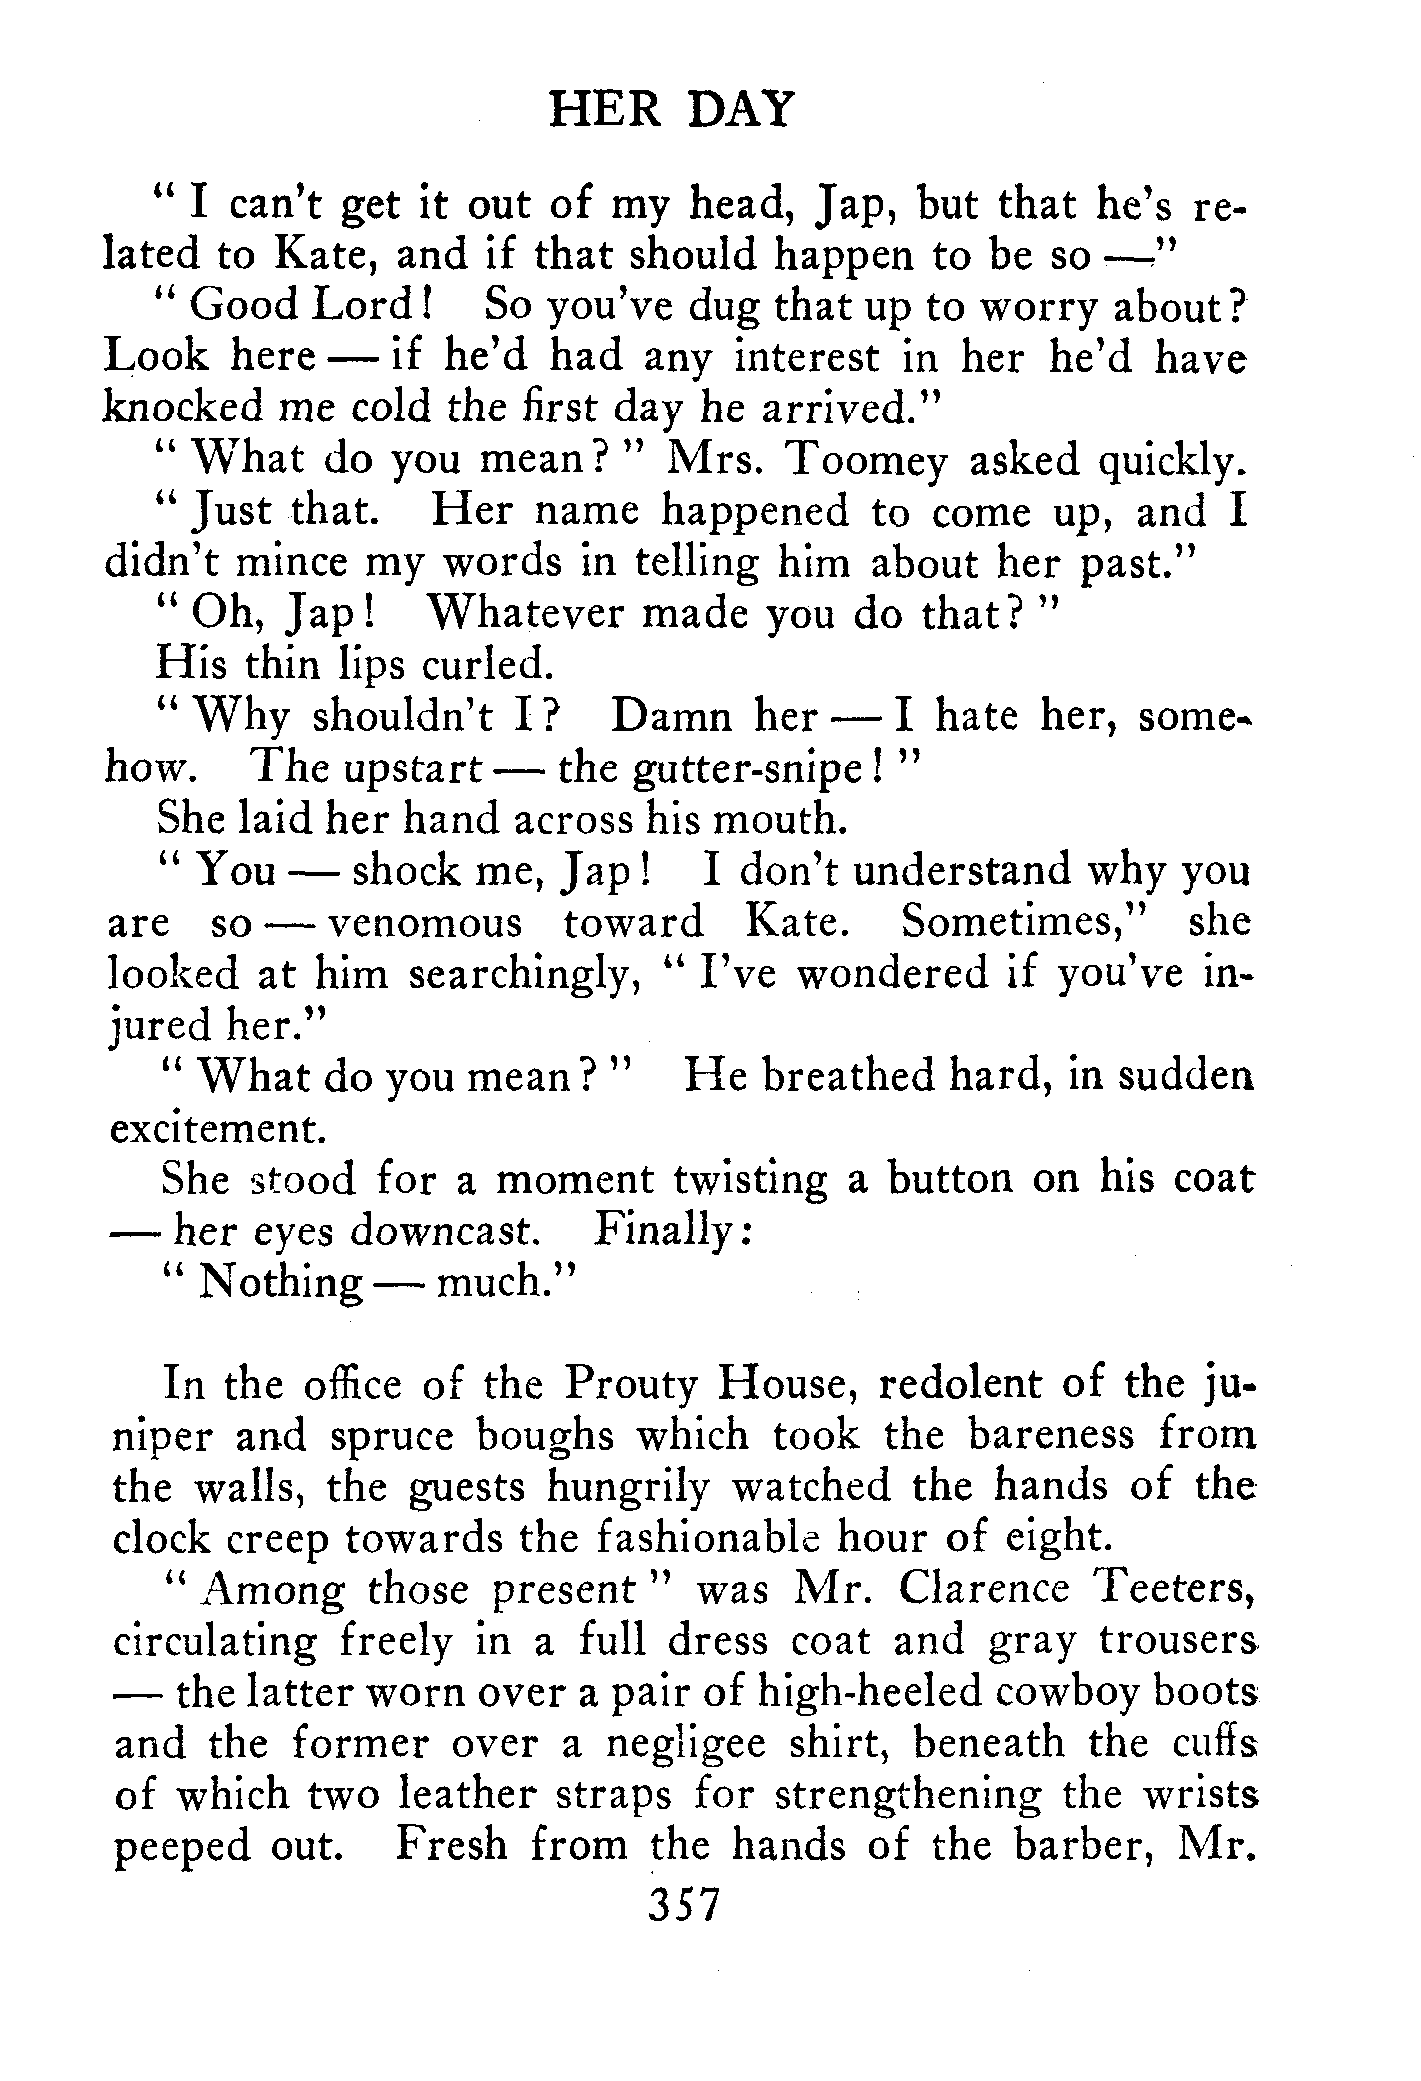 HER DAY
" I can't get it out of my head, Jap, but that he's re-
lated to Kate, and if that should happen to be so —"
" Good Lord! So you've dug that up to worry about?
Look here — if he'd had any interest in her he'd have
knocked me cold the first day he arrived."
" What do you mean? " Mrs. Toomey asked quickly.
" Just that. Her name happened to come up, and I
didn't mince my words in telling him about her past."
" Oh, Jap! Whatever made you do that? "
His thin lips curled.
" Why shouldn't I? Damn her — I hate her, some-
how. The upstart — the gutter-snipe! "
She laid her hand across his mouth.
" You — shock me, Jap! I don't understand why you
are so — venomous toward Kate. Sometimes," she
looked at him searchingly, " I've wondered if you've in-
jured her."
" What do you mean? " He breathed hard, in sudden
excitement.
She stood for a moment twisting a button on his coat
— her eyes downcast. Finally:
" Nothing — much."
In the office of the Prouty House, redolent of the ju-
niper and spruce boughs which took the bareness from
the walls, the guests hungrily watched the hands of the
clock creep towards the fashionable hour of eight.
" Among those present " was Mr. Clarence Teeters,
circulating freely in a full dress coat and gray trousers
— the latter worn over a pair of high-heeled cowboy boots
and the former over a negligee shirt, beneath the cuffs
of which two leather straps for strengthening the wrists
peeped out. Fresh from the hands of the barber, Mr.
357